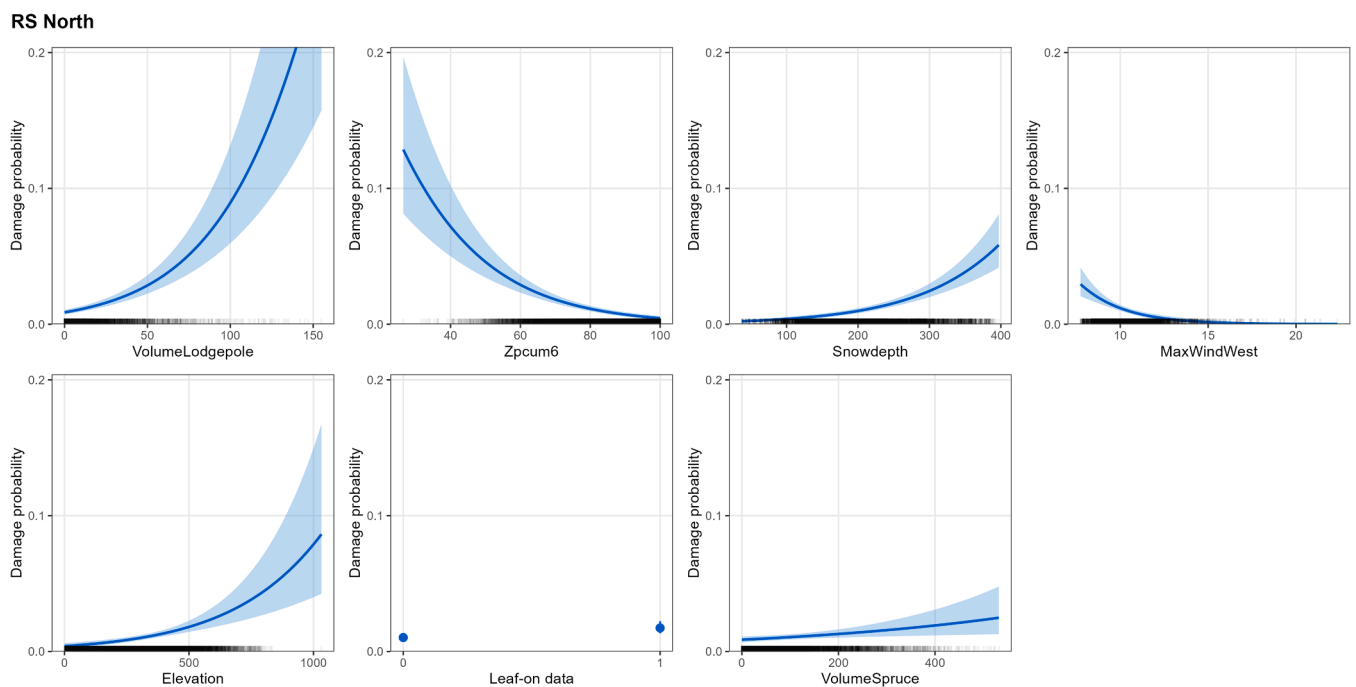 RS North
Damage probability
0.2
0.1
0.0
0 50 100 150
VolumeLodgepole
Damage probability
0.2
0.1
0.0
40 60 80 100
Zpcum6
Damage probability
0.2
0.1
0.0
100 200 300 400
Snowdepth
Damage probability
0.2
0.1
0.0
10 15 20
MaxWindWest
Damage probability
0.2
0.1
0.0
0 500 1000
Elevation
Damage probability
0.2
0.1
0.0
0 1
Leaf-on data
Damage probability
0.2
0.1
0.0
0 200 400
VolumeSpruce